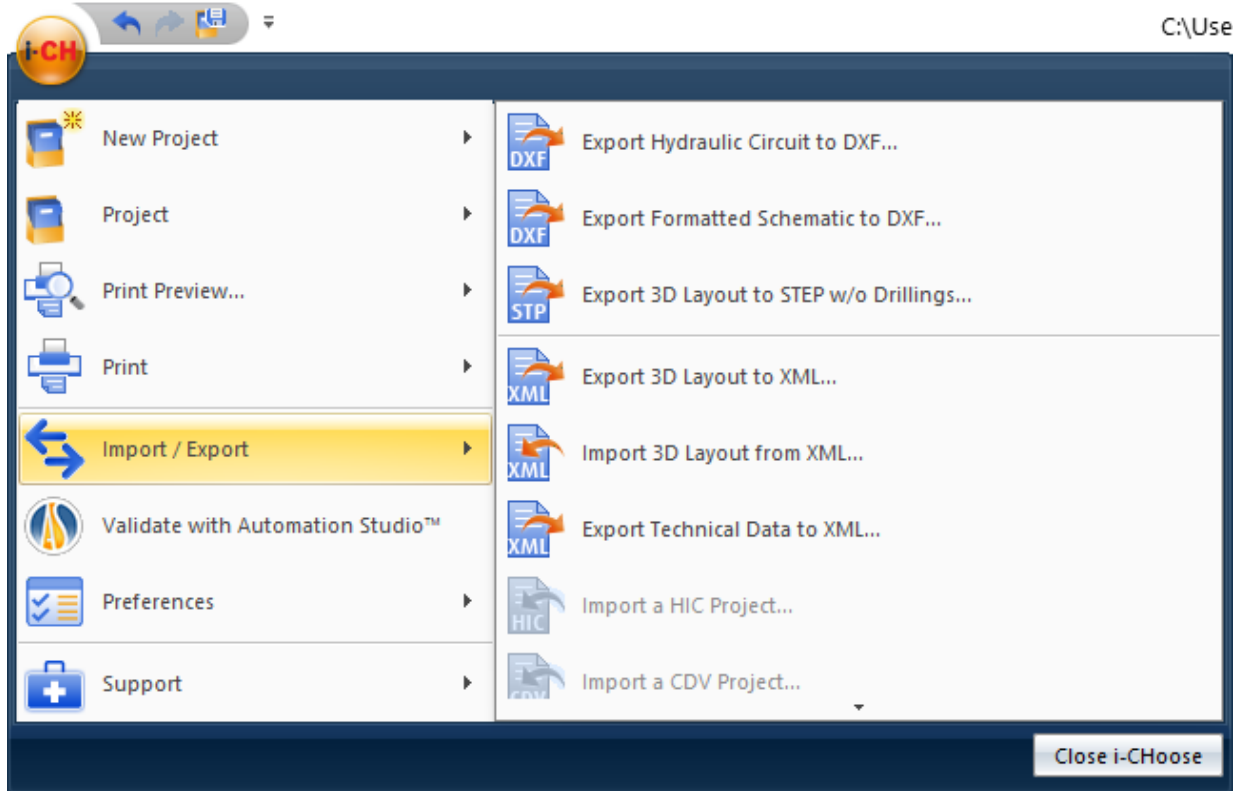 C:\Use
i-CH
New Project
Project
Print Preview...
Print
Import / Export
Validate with Automation Studio™
Preferences
Support
DXF Export Hydraulic Circuit to DXF...
DXF Export Formatted Schematic to DXF...
STP Export 3D Layout to STEP w/o Drillings...
XML Export 3D Layout to XML...
XML Import 3D Layout from XML...
XML Export Technical Data to XML...
HIC Import a HIC Project...
CDV Import a CDV Project...
Close i-CHoose